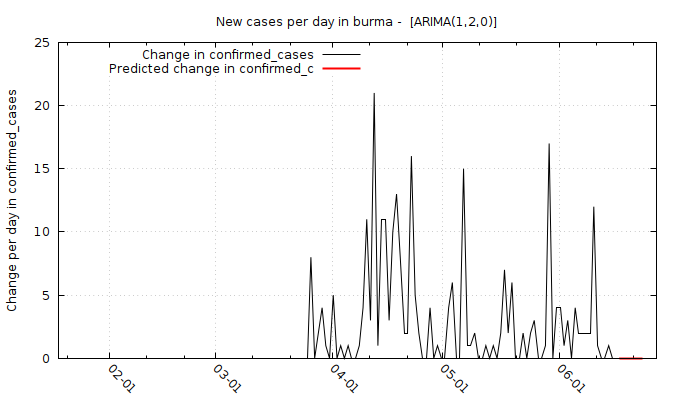 New cases per day in burma -  [ARIMA(1,2,0)]
Change in confirmed_cases
Predicted change in confirmed_c
Change per day in confirmed_cases
25
20
15
10
5
0
02-01
03-01
04-01
05-01
06-01